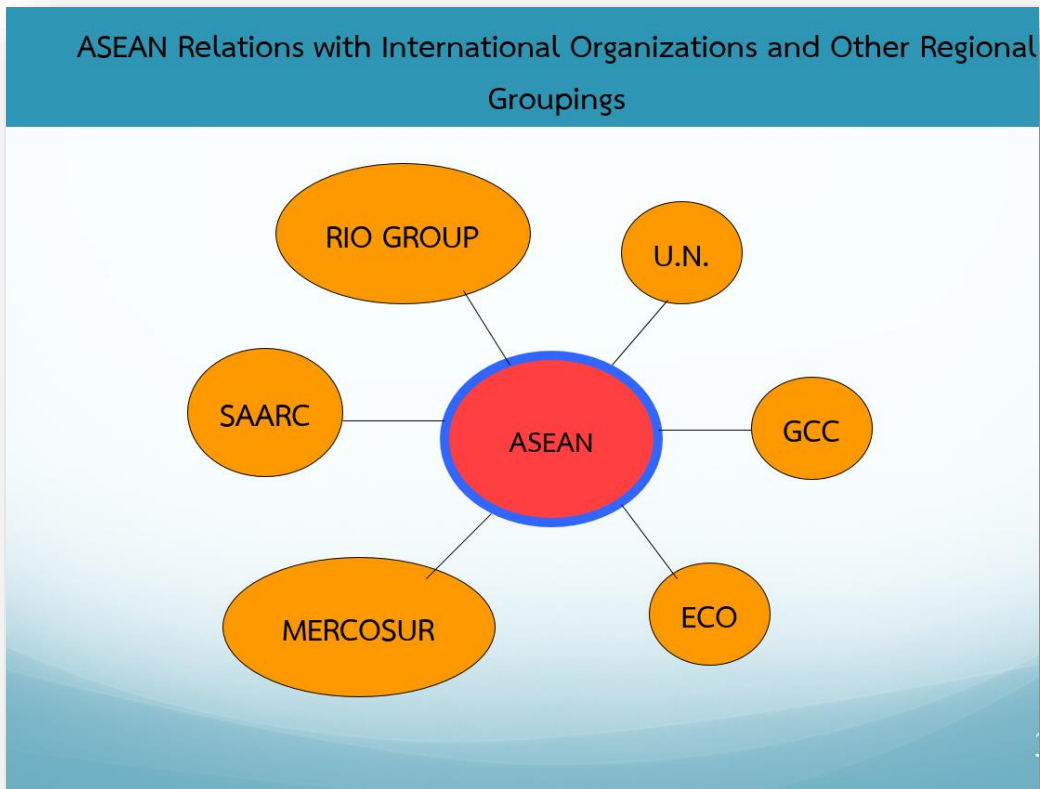 ASEAN Relations with International Organizations and Other Regional
Groupings
RIO GROUP
U.N.
SAARC
ASEAN
GCC
MERCOSUR
ECO